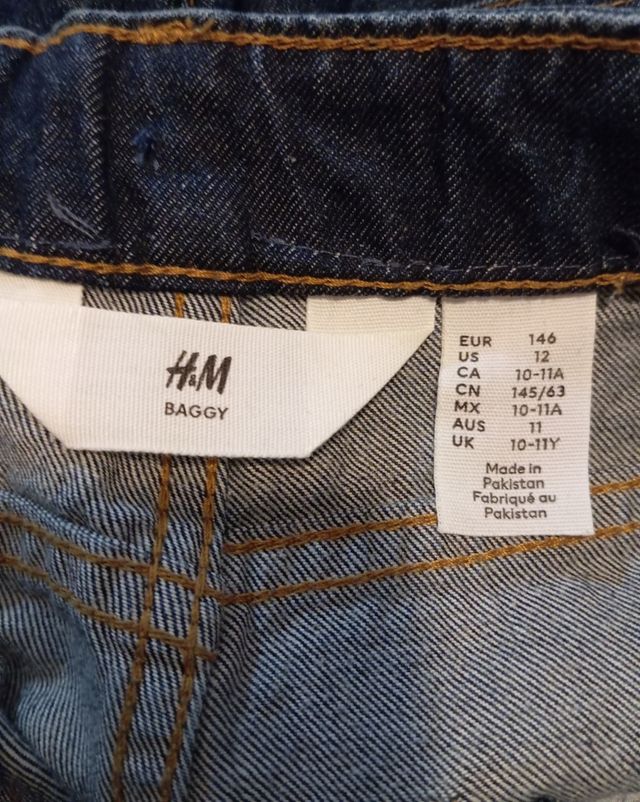 H&M
BAGGY
EUR 146
US 12
CA 10-11A
CN 145/63
MX 10-11A
AUS 11
UK 10-11Y
Made in
Pakistan
Fabriqué au
Pakistan